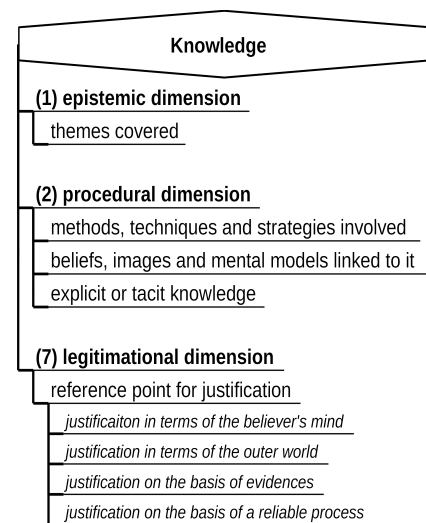 Knowledge
(1) epistemic dimension
themes covered
(2) procedural dimension
methods, techniques and strategies involved
beliefs, images and mental models linked to it
explicit or tacit knowledge
(7) legitimational dimension
reference point for justification
justificaiton in terms of the believer's mind
justification in terms of the outer world
justification on the basis of evidences
justification on the basis of a reliable process